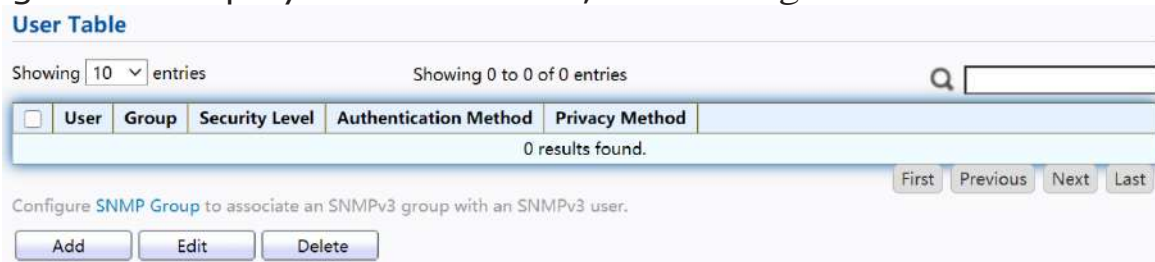 User Table
Showing 10 entries Showing 0 to 0 of 0 entries
User Group Security Level Authentication Method Privacy Method
0 results found.
First Previous Next Last
Configure SNMP Group to associate an SNMPv3 group with an SNMPv3 user.
Add Edit Delete